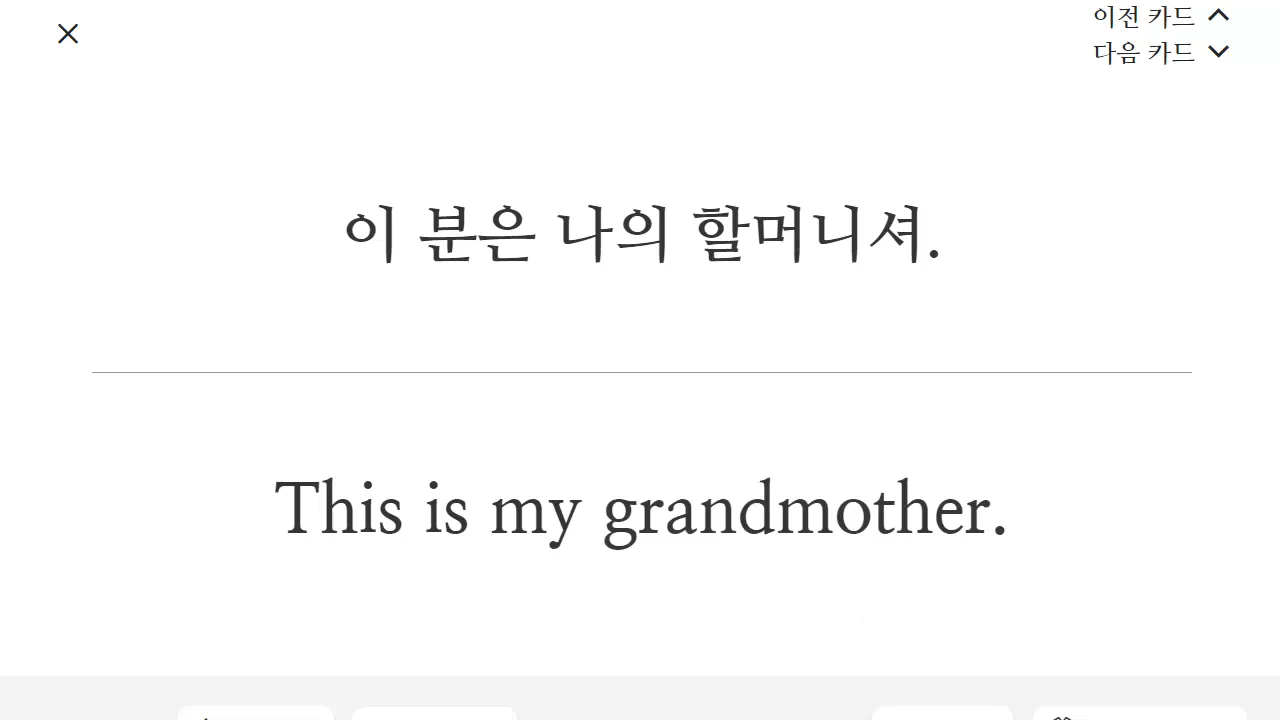 이전 카드
다음 카드
이 분은 나의 할머니셔.
This is my grandmother.